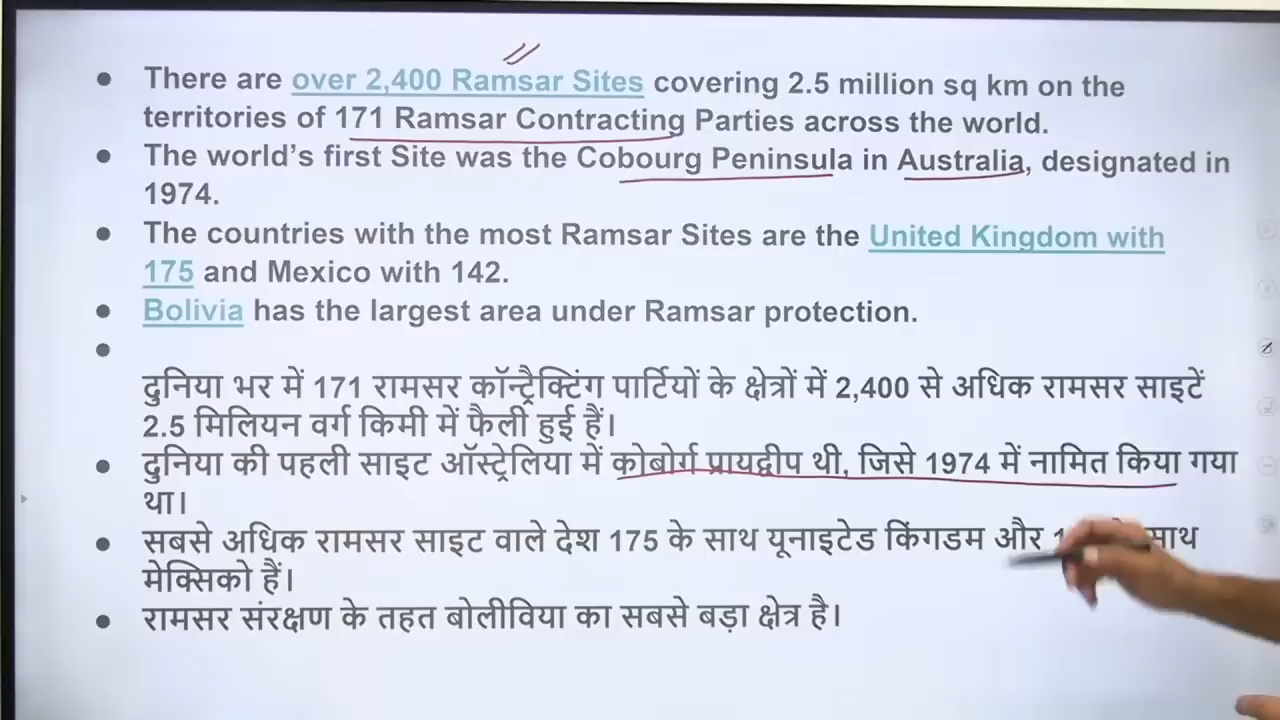 There are over 2,400 Ramsar Sites covering 2.5 million sq km on the
territories of 171 Ramsar Contracting Parties across the world.
The world’s first Site was the Cobourg Peninsula in Australia, designated in
1974.
The countries with the most Ramsar Sites are the United Kingdom with
175 and Mexico with 142.
Bolivia has the largest area under Ramsar protection.
दुनिया भर में 171 रामसर कॉन्ट्रैक्टिंग पार्टियों के क्षेत्रों में 2,400 से अधिक रामसर साइटें
2.5 मिलियन वर्ग किमी में फैली हुई हैं।
दुनिया की पहली साइट ऑस्ट्रेलिया में कोबोर्ग प्रायद्वीप थी, जिसे 1974 में नामित किया गया
था।
सबसे अधिक रामसर साइट वाले देश 175 के साथ यूनाइटेड किंगडम और साथ
मेक्सिको हैं।
रामसर संरक्षण के तहत बोलीविया का सबसे बड़ा क्षेत्र है।